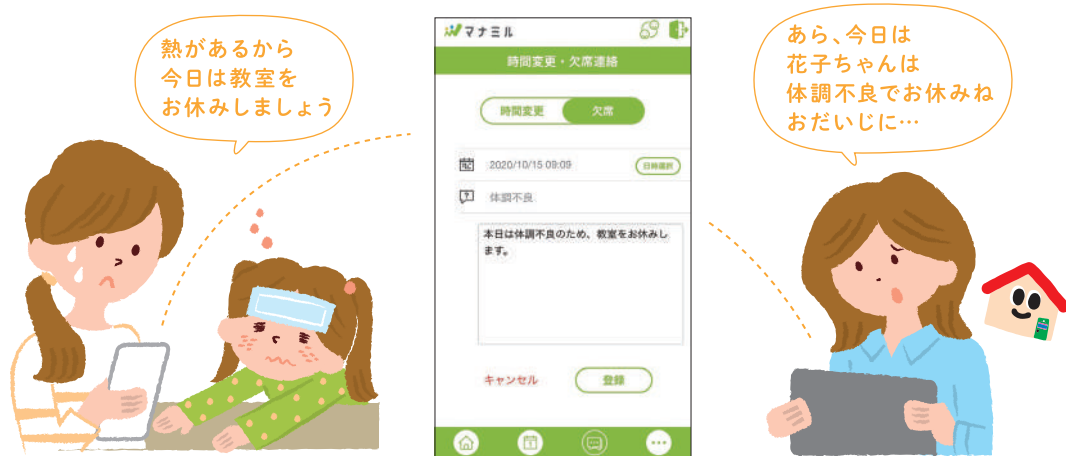 熱があるから
今日は教室を
お休みしましょう
マナミル
時間変更・欠席連絡
時間変更
欠席
2020/10/15 09:09
日時選択
体調不良
本日は体調不良のため、教室をお休みし
ます。
キャンセル
登録
あら、今日は
花子ちゃんは
体調不良でお休みね
おだいじに…